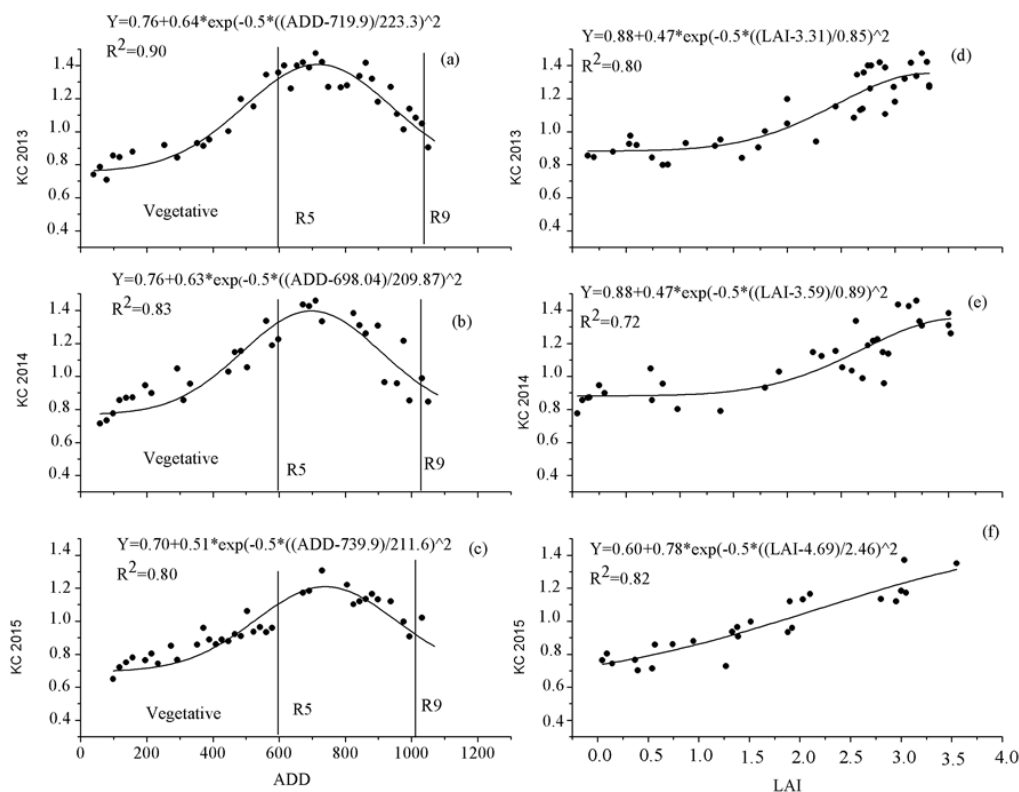 Y=0.76+0.64*exp(-0.5*((ADD-719.9)/223.3)^2
R2=0.90
(a)
1.4
1.2
1.0
0.8
0.6
0.4
KC 2013
Vegetative
R5
R9
Y=0.88+0.47*exp(-0.5*((LAI-3.31)/0.85)^2
R2=0.80
(d)
1.4
1.2
1.0
0.8
0.6
0.4
KC 2013
Y=0.76+0.63*exp(-0.5*((ADD-698.04)/209.87)^2
R2=0.83
(b)
1.4
1.2
1.0
0.8
0.6
0.4
KC 2014
Vegetative
R5
R9
Y=0.88+0.47*exp(-0.5*((LAI-3.59)/0.89)^2
R2=0.72
(e)
1.4
1.2
1.0
0.8
0.6
0.4
KC 2014
Y=0.70+0.51*exp(-0.5*((ADD-739.9)/211.6)^2
R2=0.80
(c)
1.4
1.2
1.0
0.8
0.6
0.4
KC 2015
Vegetative
R5
R9
0 200 400 600 800 1000 1200
ADD
Y=0.60+0.78*exp(-0.5*((LAI-4.69)/2.46)^2
R2=0.82
(f)
1.4
1.2
1.0
0.8
0.6
0.4
KC 2015
0.0 0.5 1.0 1.5 2.0 2.5 3.0 3.5 4.0
LAI